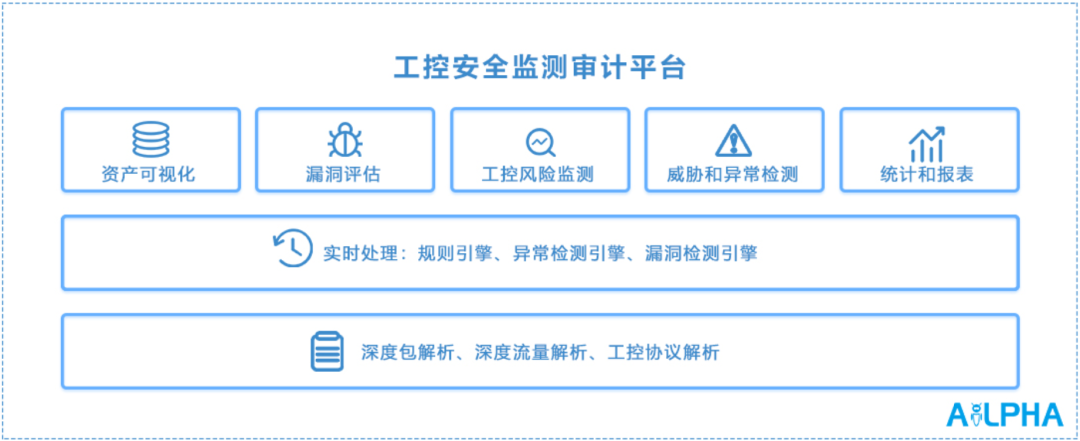 工控安全监测审计平台
资产可视化
漏洞评估
工控风险监测
威胁和异常检测
统计和报表
实时处理：规则引擎、异常检测引擎、漏洞检测引擎
深度包解析、深度流量解析、工控协议解析
AiLPHA